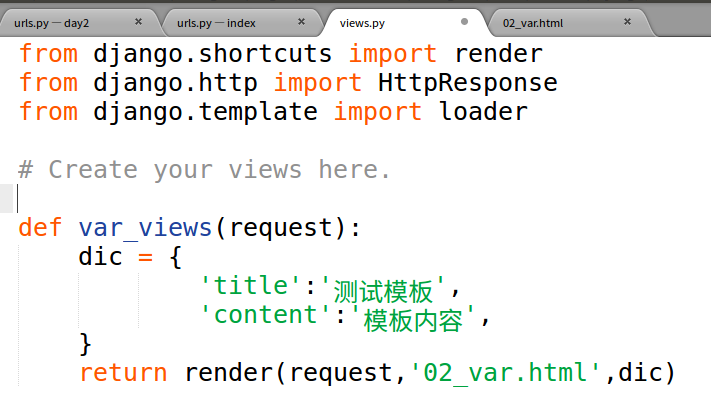 urls.py — day2 × urls.py — index × views.py 02_var.html ×
from django.shortcuts import render
from django.http import HttpResponse
from django.template import loader
# Create your views here.
def var_views(request):
dic = {
'title':'测试模板',
'content':'模板内容',
}
return render(request,'02_var.html',dic)